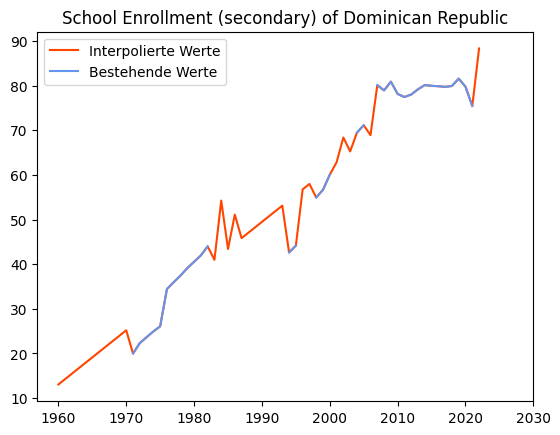 School Enrollment (secondary) of Dominican Republic
Interpolierte Werte
Bestehende Werte
90
80
70
60
50
40
30
20
10
1960 1970 1980 1990 2000 2010 2020 2030